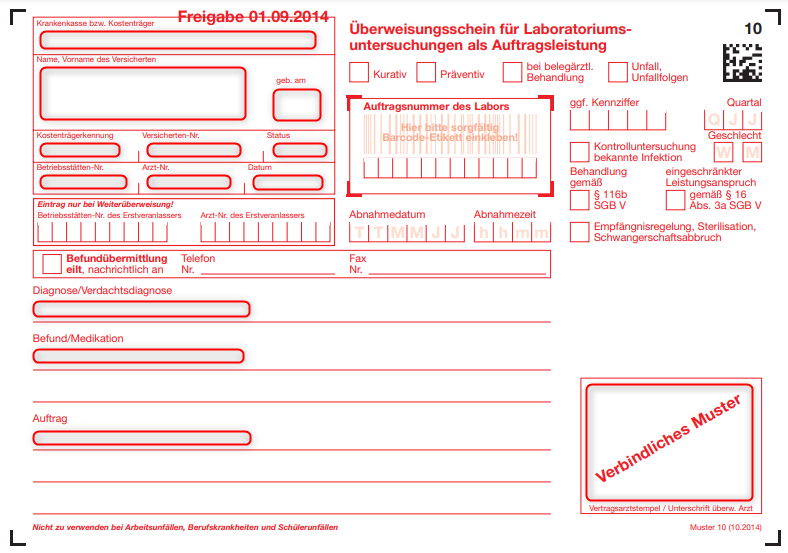 Freigabe 01.09.2014
Krankenkasse bzw. Kostenträger
Name, Vorname des Versicherten
geb. am
Kostenträgerkennung Versicherten-Nr. Status
Betriebsstätten-Nr. Arzt-Nr. Datum
Eintrag nur bei Weiterüberweisung!
Betriebsstätten-Nr. des Erstveranlassers Arzt-Nr. des Erstveranlassers
Überweisungsschein für Laboratoriums-
untersuchungen als Auftragsleistung
10
Kurativ
Präventiv
bei belegärztl.
Behandlung
Unfall,
Unfallfolgen
Auftragsnummer des Labors
Hier bitte sorgfältig
Barcode-Etikett einkleben!
ggf. Kennziffer
Quartal
Q J J
Geschlecht
W M
Kontrolluntersuchung
bekannte Infektion
Behandlung
gemäß
§ 116b
SGB V
eingeschränkter
Leistungsanspruch
gemäß § 16
Abs. 3a SGB V
Empfängnisregelung, Sterilisation,
Schwangerschaftsabbruch
Abnahmedatum Abnahmezeit
T T M M J J h h m m
Befundübermittlung
eilt, nachrichtlich an
Telefon
Nr.
Fax
Nr.
Diagnose/Verdachtsdiagnose
Befund/Medikation
Auftrag
Verbindliches Muster
Vertragsarztstempel / Unterschrift überw. Arzt
Nicht zu verwenden bei Arbeitsunfällen, Berufskrankheiten und Schülerunfällen
Muster 10 (10.2014)